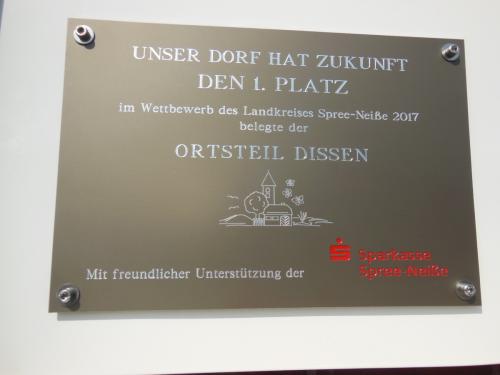 UNSER DORF HAT ZUKUNFT
DEN 1. PLATZ
im Wettbewerb des Landkreises Spree-Neiße 2017
belegte der
ORTSTEIL DISSEN
Mit freundlicher Unterstützung der
Sparkasse
Spree-Neiße